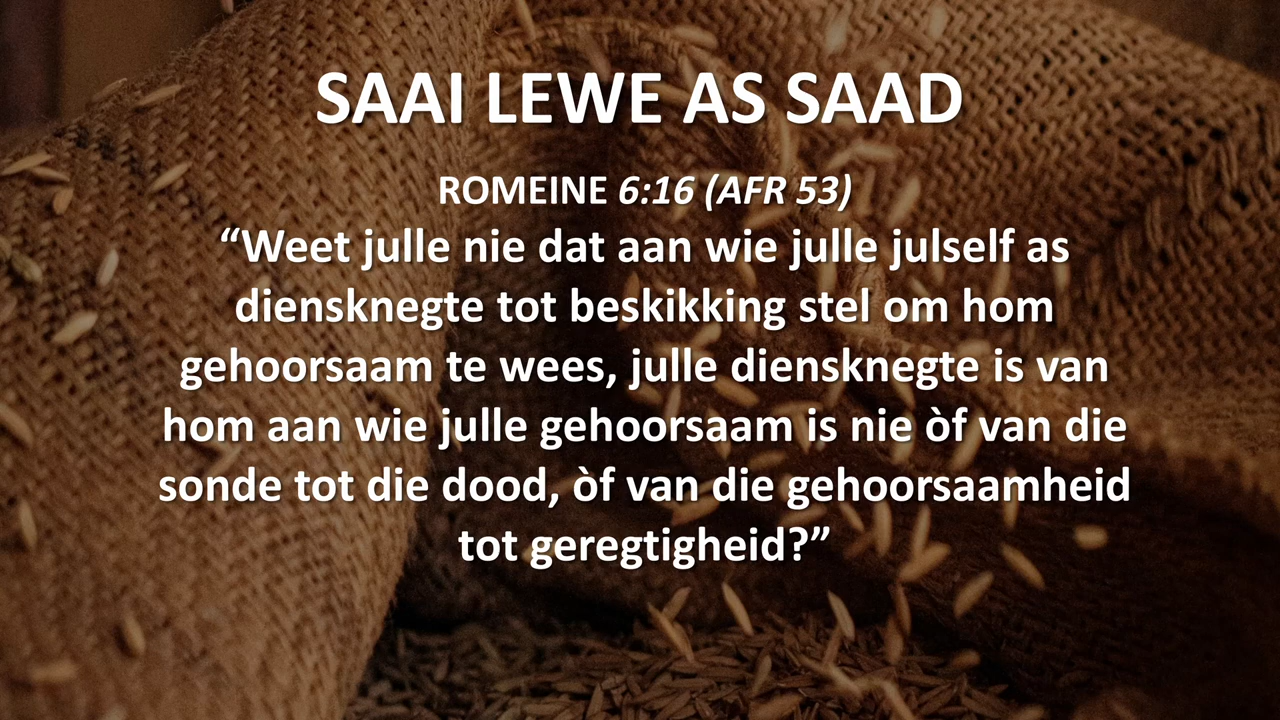 SAAI LEWE AS SAAD
ROMEINE 6:16 (AFR 53)
“Weet julle nie dat aan wie julle julself as
diensknegte tot beskikking stel om hom
gehoorsaam te wees, julle diensknegte is van
hom aan wie julle gehoorsaam is nie òf van die
sonde tot die dood, òf van die gehoorsaamheid
tot geregtigheid?”